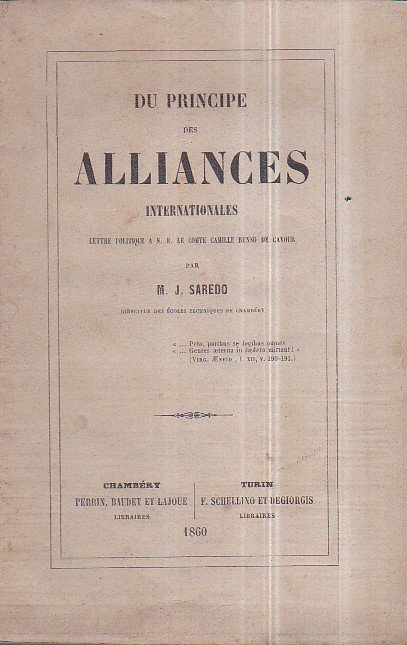 DU PRINCIPE
DES
ALLIANCES
INTERNATIONALES
LETTRE POLITIQUE A S. E. LE COMTE CAMILLE BENSO DE CAVOUR
PAR
M. J. SAREDO
DIRECTEUR DES ÉCOLES TECHNIQUES DE CHAMBÉRY
« ... Pets, paribus se legibus omnes
« ... Gentes æterna in fœdera mittant! »
(VIRG. ÆNEID., l. XII, v. 190-191.)
CHAMBÉRY
PERRIN, BAUDET ET LAJOUE
LIBRAIRES
TURIN
F. SCHELLINO ET DEGIORGIS
LIBRAIRES
1860